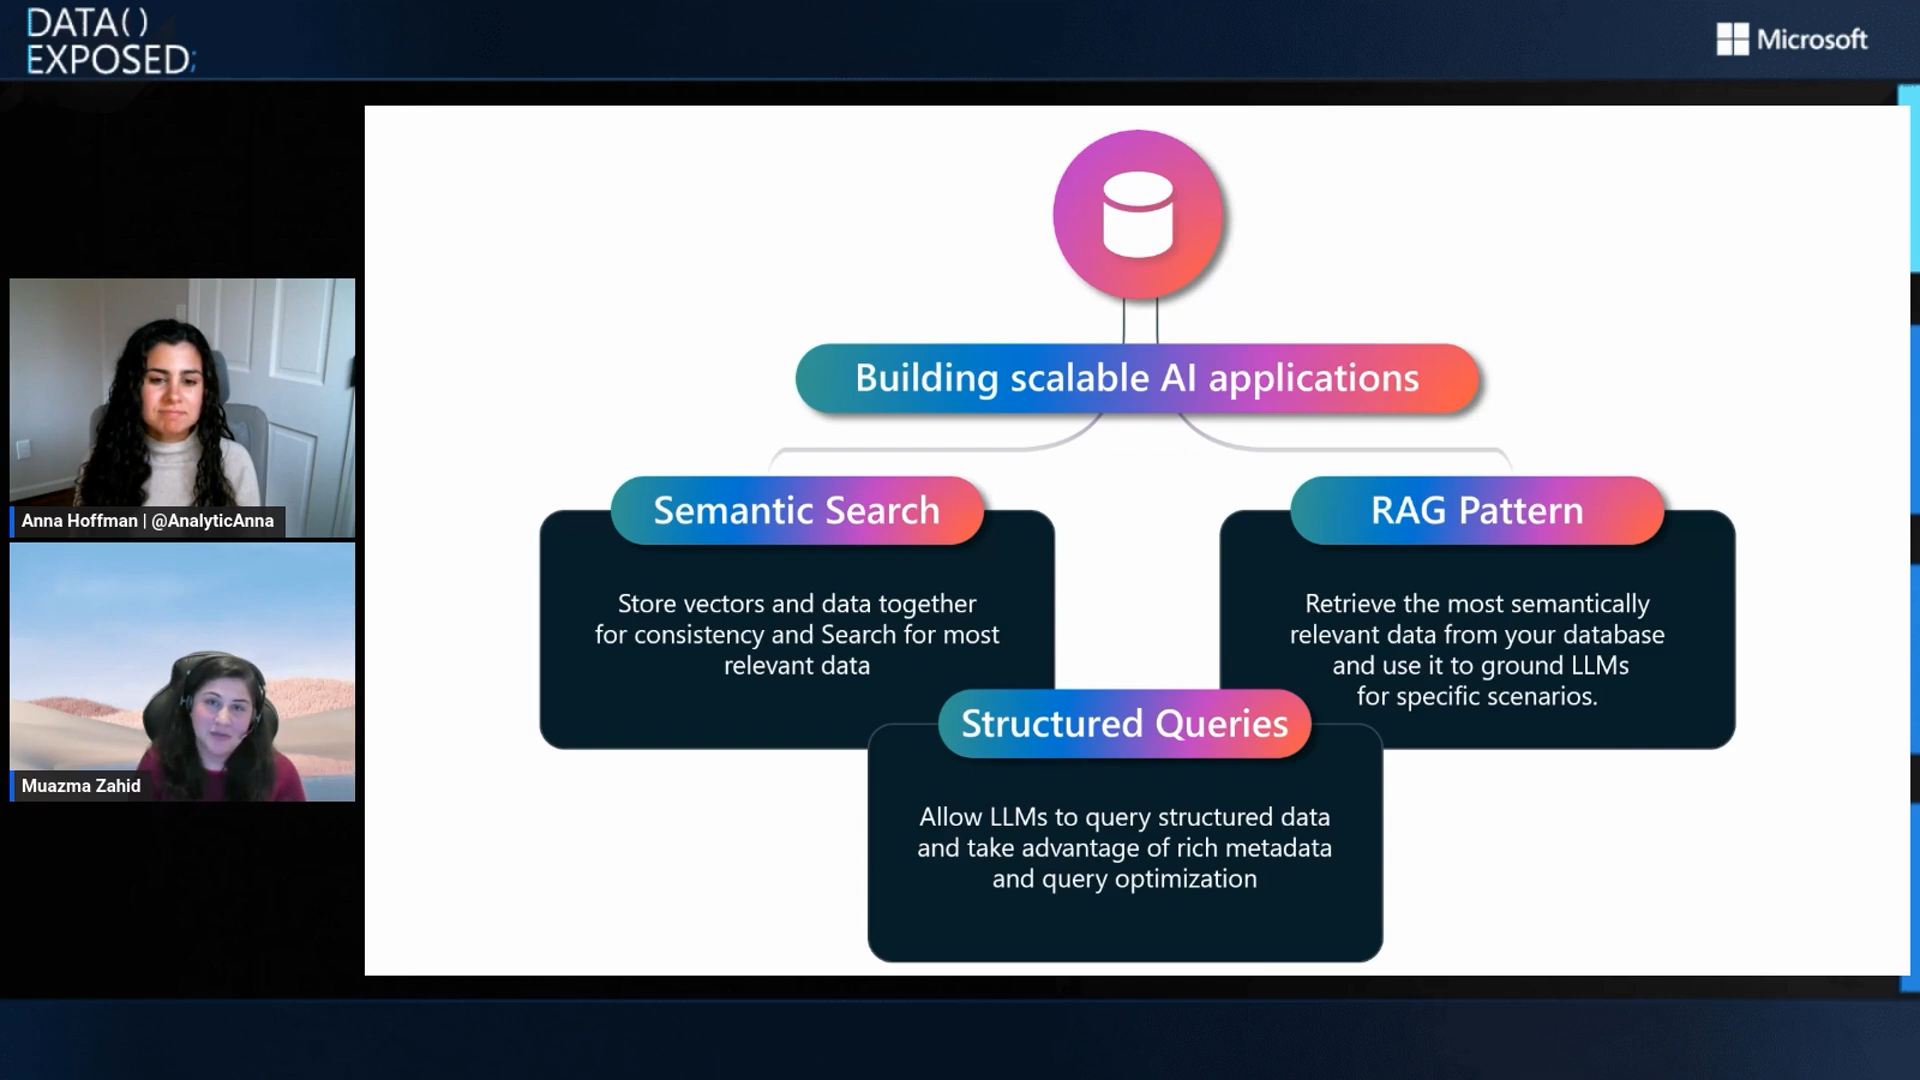 DATA()
EXPOSED;
Microsoft
Building scalable AI applications
Semantic Search
Store vectors and data together
for consistency and Search for most
relevant data
RAG Pattern
Retrieve the most semantically
relevant data from your database
and use it to ground LLMs
for specific scenarios.
Structured Queries
Allow LLMs to query structured data
and take advantage of rich metadata
and query optimization
Anna Hoffman | @AnalyticAnna
Muazma Zahid